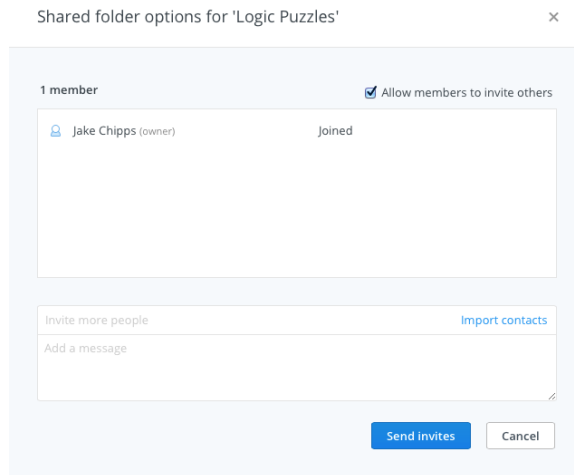 Shared folder options for 'Logic Puzzles'
1 member
Allow members to invite others
Jake Chipps (owner) Joined
Invite more people Import contacts
Add a message
Send invites Cancel